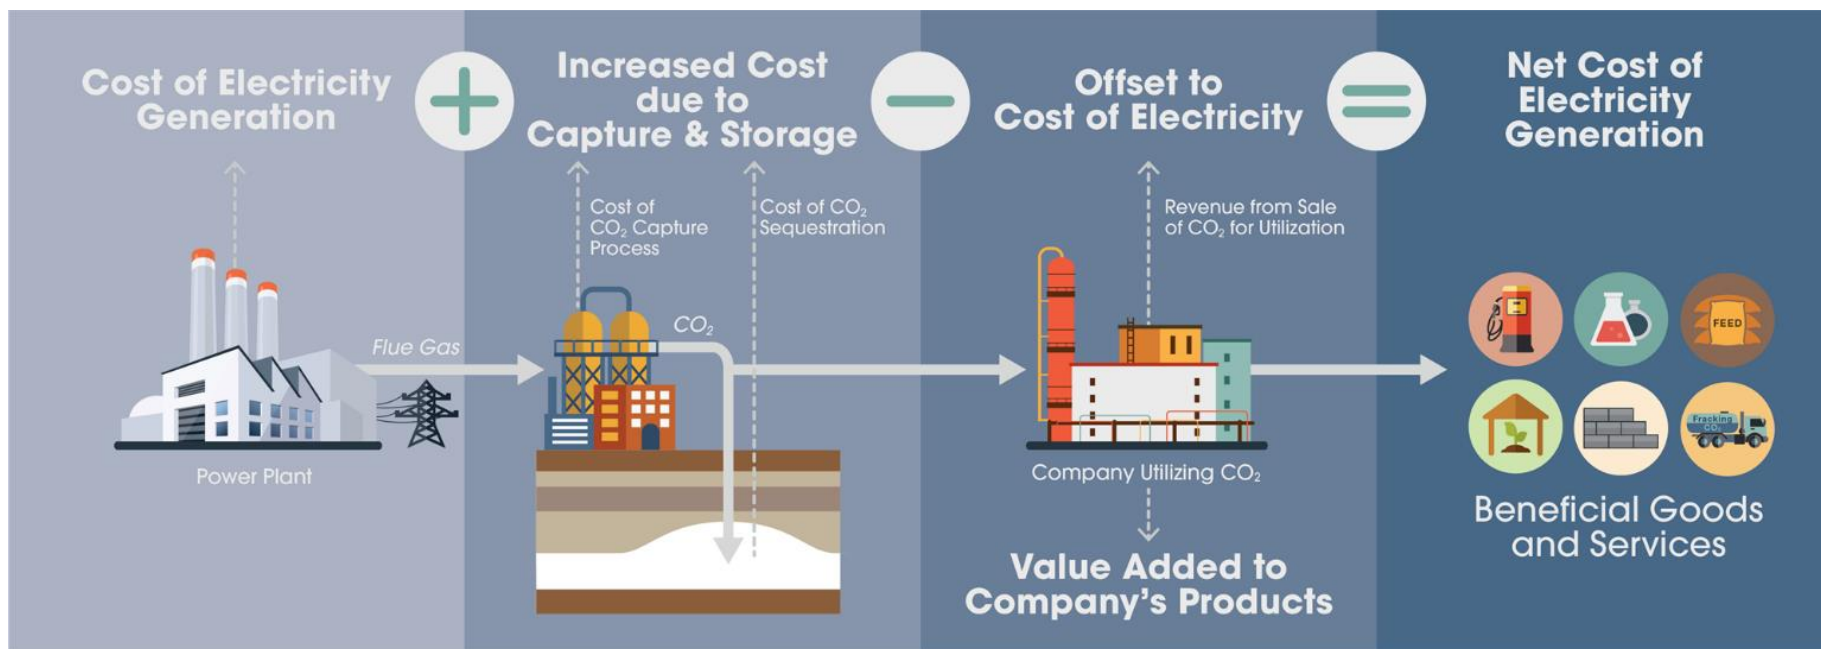 Cost of Electricity
Generation
Increased Cost
due to
Capture & Storage
Offset to
Cost of Electricity
Net Cost of
Electricity
Generation
Cost of
CO₂ Capture
Process
Cost of CO₂
Sequestration
Revenue from Sale
of CO₂ for Utilization
Flue Gas
CO₂
FEED
Fracking
CO₂
Power Plant
Company Utilizing CO₂
Beneficial Goods
and Services
Value Added to
Company’s Products